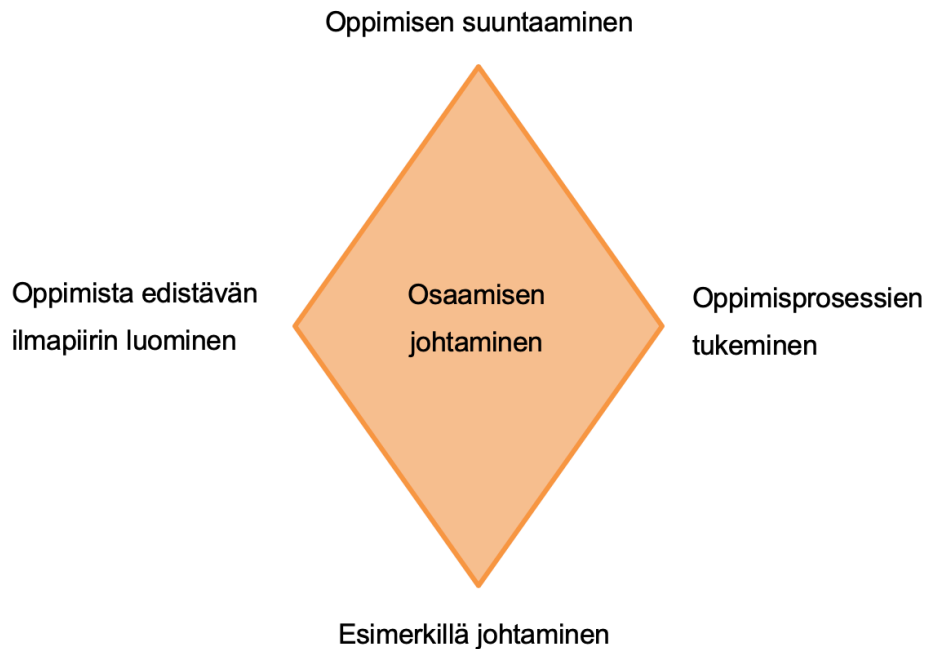 Oppimisen suuntaaminen
Oppimista edistävän
ilmapiirin luominen
Osaamisen
johtaminen
Oppimisprosessien
tukeminen
Esimerkillä johtaminen